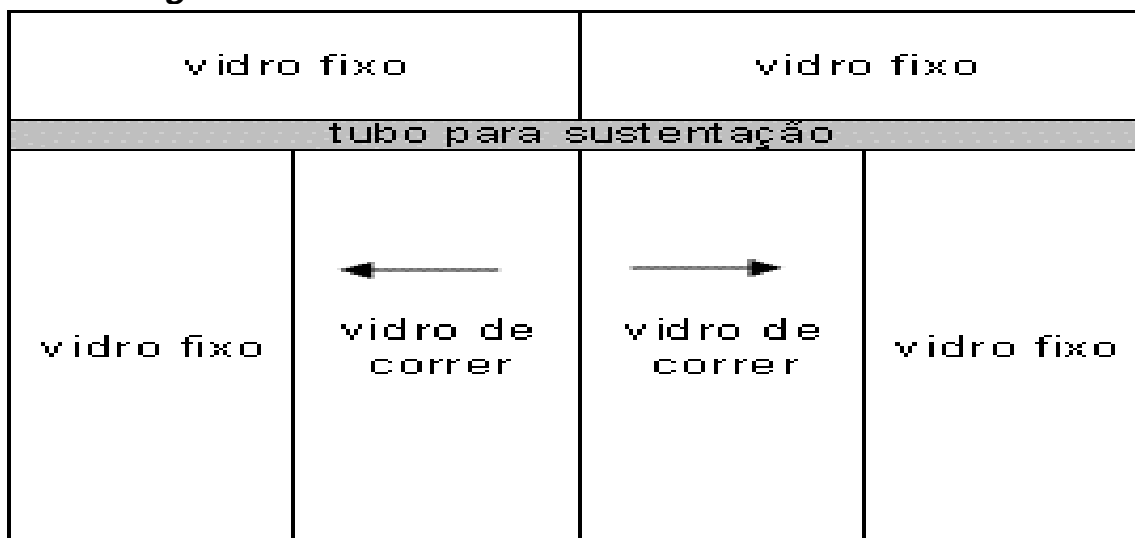 vidro fixo
vidro fixo
tubo para sustentação
vidro fixo
vidro de
correr
vidro de
correr
vidro fixo